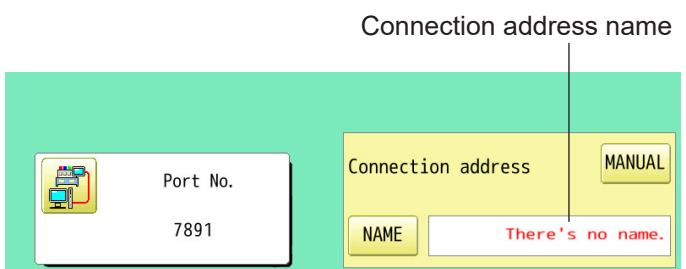 Connection address name
Port No.
7891
Connection address
MANUAL
NAME
There's no name.